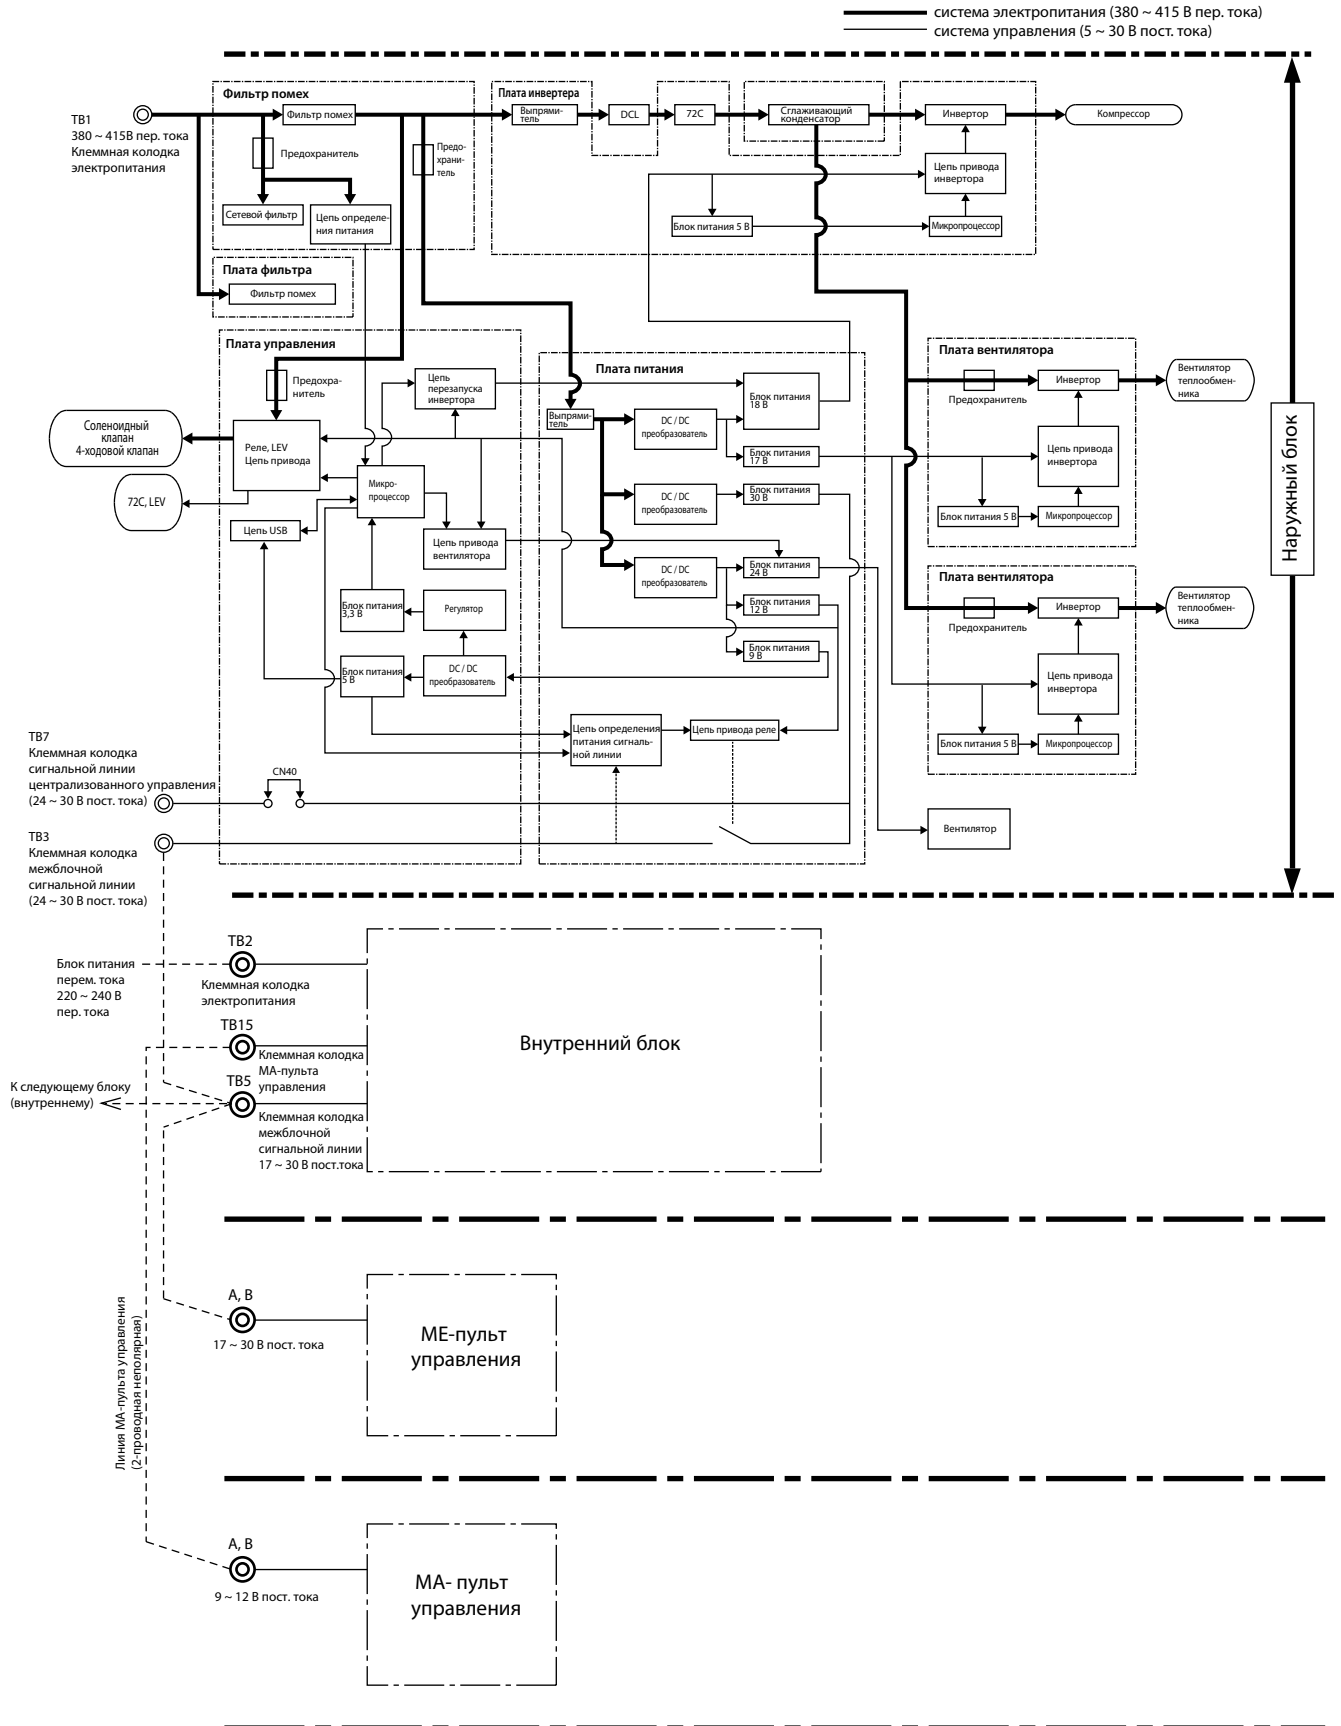 система электропитания (380 ~ 415 В пер. тока)
система управления (5 ~ 30 В пост. тока)
TB1
380 ~ 415В пер. тока
Клеммная колодка
электропитания
Фильтр помех
Фильтр помех
Предохранитель
Предо-
храни-
тель
Сетевой фильтр
Цепь определе-
ния питания
Плата инвертера
Выпрями-
тель
DCL
72C
Сглаживающий
конденсатор
Инвертор
Компрессор
Цепь привода
инвертора
Блок питания 5 В
Микропроцессор
Плата фильтра
Фильтр помех
Плата управления
Предохра-
нитель
Цепь
перезапуска
инвертора
Соленоидный
клапан
4-ходовой клапан
Реле, LEV
Цепь привода
72C, LEV
Микро-
процессор
Цепь USB
Цепь привода
вентилятора
Блок питания
3,3 В
Регулятор
Блок питания
5 В
DC / DC
преобразователь
Плата питания
Выпрями-
тель
DC / DC
преобразователь
Блок питания
18 В
Блок питания
17 В
DC / DC
преобразователь
Блок питания
30 В
DC / DC
преобразователь
Блок питания
24 В
Блок питания
12 В
Блок питания
9 В
Цепь определения
питания сигналь-
ной линии
Цепь привода реле
Плата вентилятора
Предохранитель
Инвертор
Вентилятор
теплообмен-
ника
Цепь привода
инвертора
Блок питания 5 В
Микропроцессор
Плата вентилятора
Предохранитель
Инвертор
Вентилятор
теплообмен-
ника
Цепь привода
инвертора
Блок питания 5 В
Микропроцессор
Вентилятор
Наружный блок
TB7
Клеммная колодка
сигнальной линии
централизованного управления
(24 ~ 30 В пост. тока)
CN40
TB3
Клеммная колодка
межблочной
сигнальной линии
(24 ~ 30 В пост. тока)
TB2
Блок питания
перем. тока
220 ~ 240 В
пер. тока
Клеммная колодка
электропитания
TB15
Клеммная колодка
МА-пульта
управления
TB5
К следующему блоку
(внутреннему)
Клеммная колодка
межблочной
сигнальной линии
17 ~ 30 В пост.тока
Внутренний блок
Линия МА-пульта управления
(2-проводная неполярная)
A, B
17 ~ 30 В пост. тока
МЕ-пульт
управления
A, B
9 ~ 12 В пост. тока
МА- пульт
управления